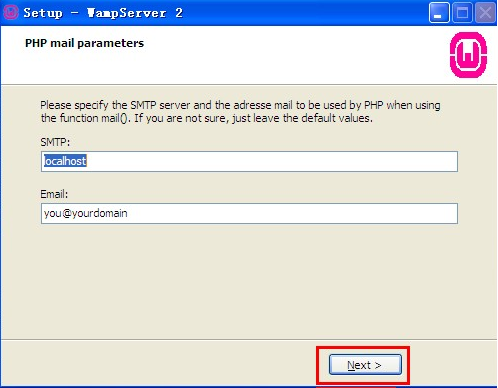 Setup - WampServer 2
PHP mail parameters
Please specify the SMTP server and the adresse mail to be used by PHP when using
the function mail(). If you are not sure, just leave the default values.
SMTP:
localhost
Email:
you@yourdomain
Next >